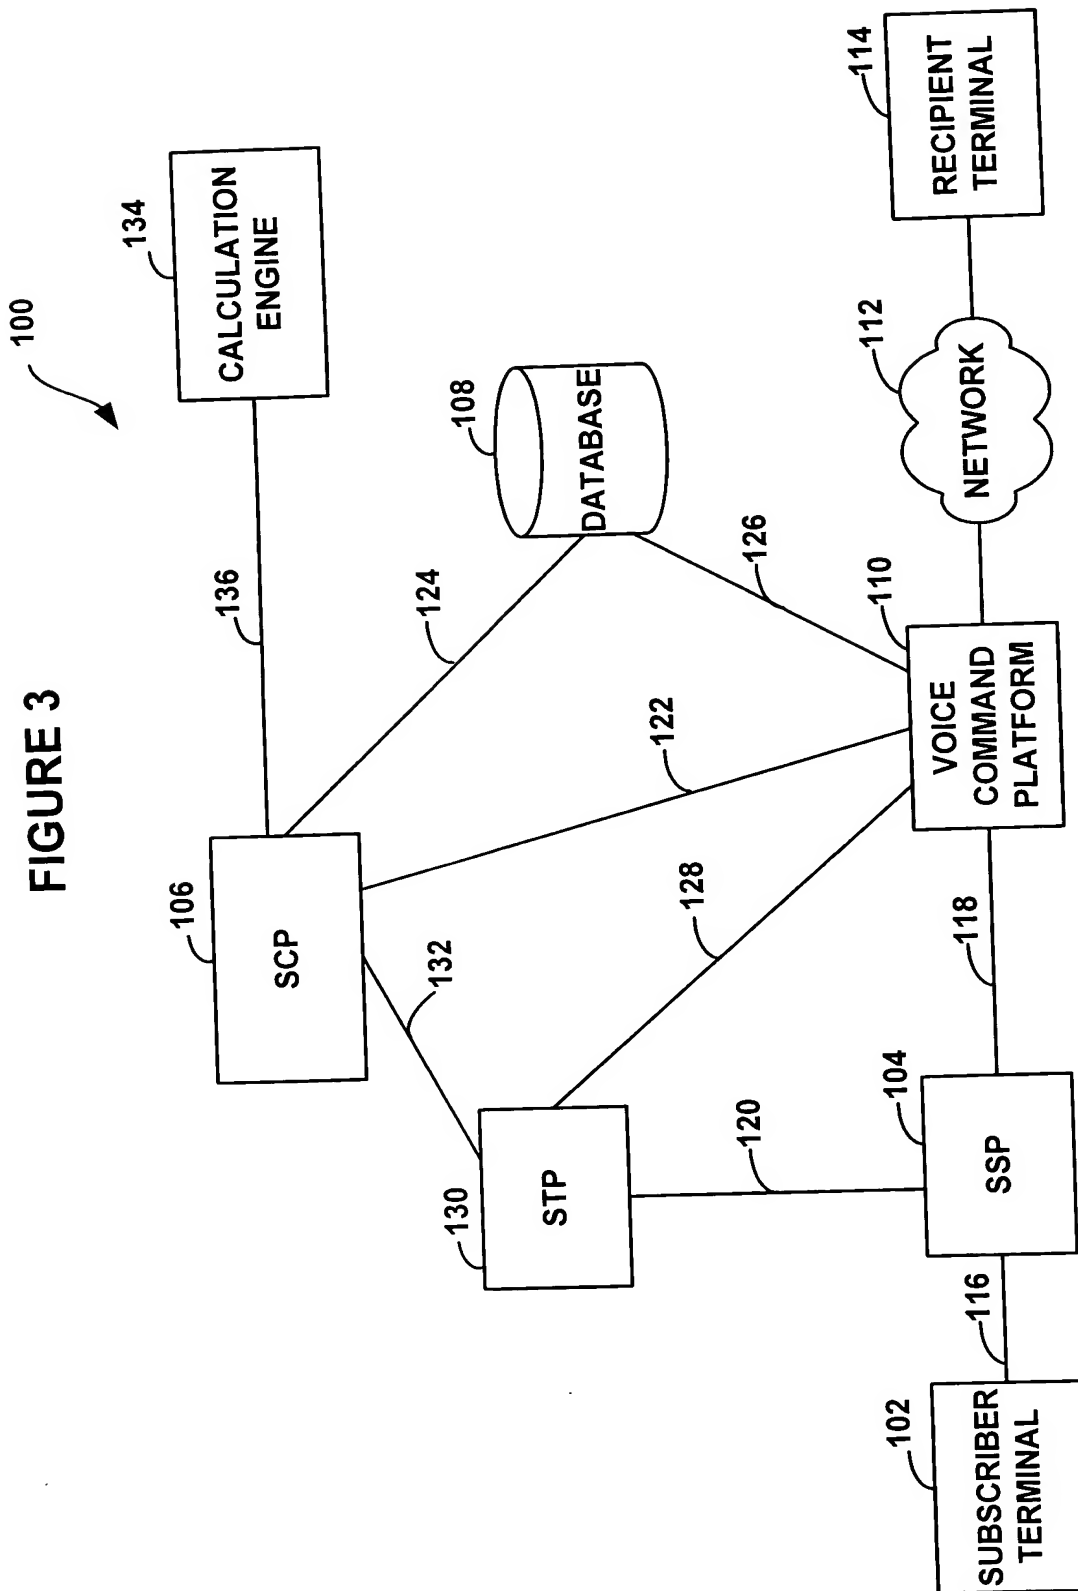 FIGURE 3
100
106
SCP
136
134
CALCULATION
ENGINE
132
124
108
DATABASE
130
STP
122
128
126
120
102
SUBSCRIBER
TERMINAL
116
104
SSP
118
110
VOICE
COMMAND
PLATFORM
112
NETWORK
114
RECIPIENT
TERMINAL